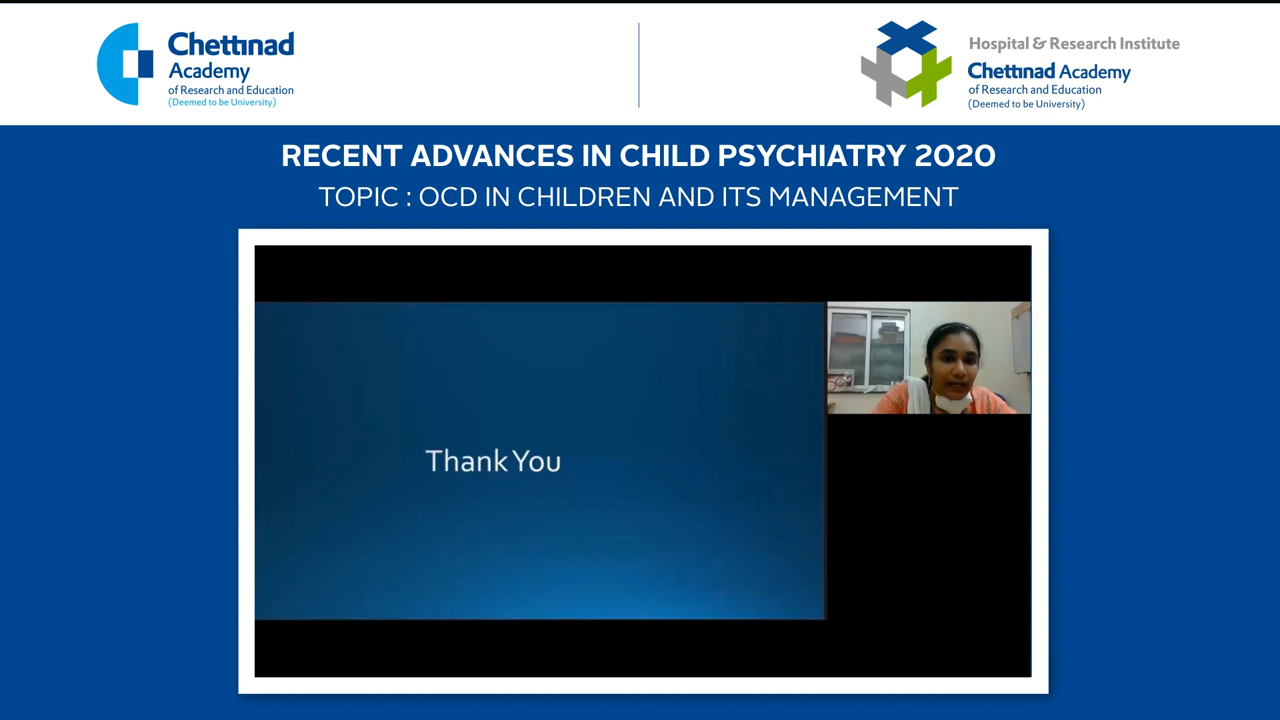 Chettinad
Academy
of Research and Education
(Deemed to be University)
Hospital & Research Institute
Chettinad Academy
of Research and Education
(Deemed to be University)
RECENT ADVANCES IN CHILD PSYCHIATRY 2020
TOPIC : OCD IN CHILDREN AND ITS MANAGEMENT
Thank You